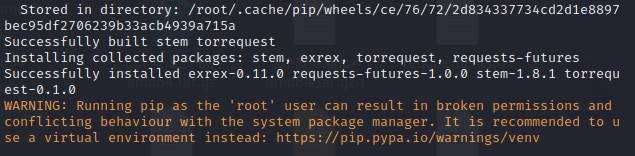 Stored in directory: /root/.cache/pip/wheels/ce/76/72/2d834337734cd2d1e8897
bec95df2706239b33acb4939a715a
Successfully built stem torrequest
Installing collected packages: stem, exrex, torrequest, requests-futures
Successfully installed exrex-0.11.0 requests-futures-1.0.0 stem-1.8.1 torrequ
est-0.1.0
WARNING: Running pip as the 'root' user can result in broken permissions and
conflicting behaviour with the system package manager. It is recommended to u
se a virtual environment instead: https://pip.pypa.io/warnings/venv